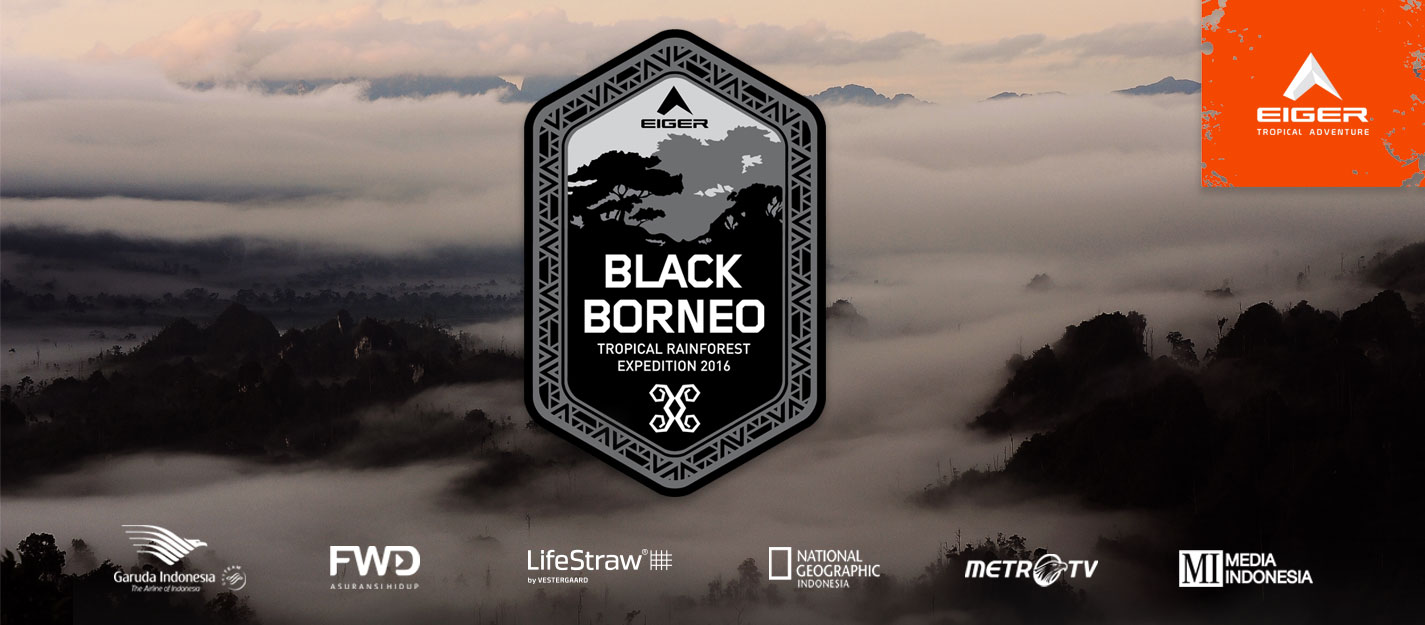 EIGER
TROPICAL ADVENTURE
EIGER
BLACK
BORNEO
TROPICAL RAINFOREST
EXPEDITION 2016
Garuda Indonesia
The Airline of Indonesia
FWD
ASURANSI HIDUP
LifeStraw®
by VESTERGAARD
NATIONAL
GEOGRAPHIC
INDONESIA
METRO TV
MI MEDIA
INDONESIA